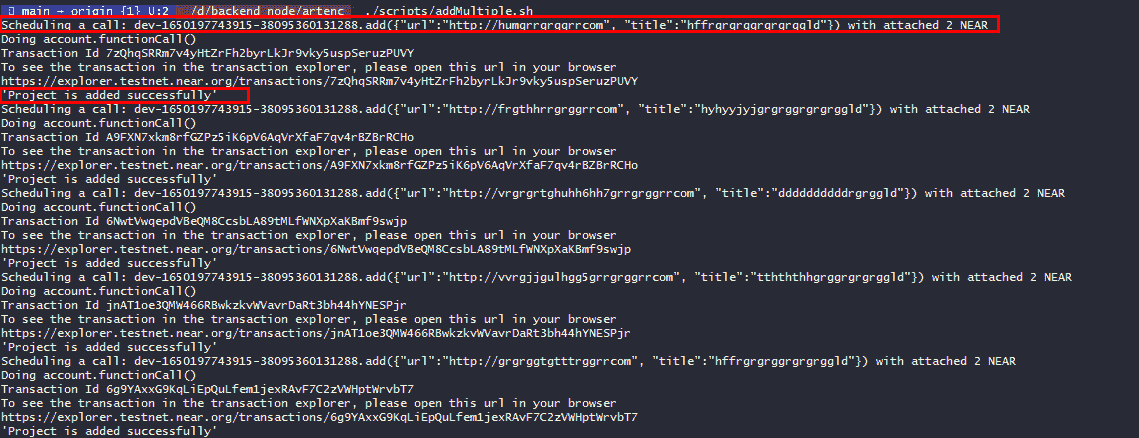 main → origin {1} U:2 /d/backend node/artenc ./scripts/addMultiple.sh
Scheduling a call: dev-1650197743915-38095360131288.add({"url":"http://humgrrgrggrrcom", "title":"hffrgrgrggrgrgrggld"}) with attached 2 NEAR
Doing account.functionCall()
Transaction Id 7zQhqSRRm7v4yHtZrFh2byrLkJr9vky5uspSeruzPUVY
To see the transaction in the transaction explorer, please open this url in your browser
https://explorer.testnet.near.org/transactions/7zQhqSRRm7v4yHtZrFh2byrLkJr9vky5uspSeruzPUVY
'Project is added successfully'
Scheduling a call: dev-1650197743915-38095360131288.add({"url":"http://frgthhrrgrggrrcom", "title":"hyhyyjyjgrgrggrgrgrggld"}) with attached 2 NEAR
Doing account.functionCall()
Transaction Id A9FXN7xkm8rfGZPz5iK6pV6AqVrXfaF7qv4rBZBrRCHo
To see the transaction in the transaction explorer, please open this url in your browser
https://explorer.testnet.near.org/transactions/A9FXN7xkm8rfGZPz5iK6pV6AqVrXfaF7qv4rBZBrRCHo
'Project is added successfully'
Scheduling a call: dev-1650197743915-38095360131288.add({"url":"http://vrgrgrtghuhh6hh7grrgrggrrcom", "title":"ddddddddddrgrggld"}) with attached 2 NEAR
Doing account.functionCall()
Transaction Id 6NwtVwqepdVBeQM8CcsbLA89tMLfWNXpXaKBmf9swjp
To see the transaction in the transaction explorer, please open this url in your browser
https://explorer.testnet.near.org/transactions/6NwtVwqepdVBeQM8CcsbLA89tMLfWNXpXaKBmf9swjp
'Project is added successfully'
Scheduling a call: dev-1650197743915-38095360131288.add({"url":"http://vvrgjjgulhgg5grrgrggrrcom", "title":"tthththhgrggrgrgrggld"}) with attached 2 NEAR
Doing account.functionCall()
Transaction Id jnAT1oe3QMW466RBwkzkvWVavrDaRt3bh44hYNESPjr
To see the transaction in the transaction explorer, please open this url in your browser
https://explorer.testnet.near.org/transactions/jnAT1oe3QMW466RBwkzkvWVavrDaRt3bh44hYNESPjr
'Project is added successfully'
Scheduling a call: dev-1650197743915-38095360131288.add({"url":"http://grgrggtgtttrggrrcom", "title":"hffrgrgrggrgrgrggld"}) with attached 2 NEAR
Doing account.functionCall()
Transaction Id 6g9YAxxG9KqLiEpQuLfem1jexRAvF7C2zVWHptWrvbT7
To see the transaction in the transaction explorer, please open this url in your browser
https://explorer.testnet.near.org/transactions/6g9YAxxG9KqLiEpQuLfem1jexRAvF7C2zVWHptWrvbT7
'Project is added successfully'